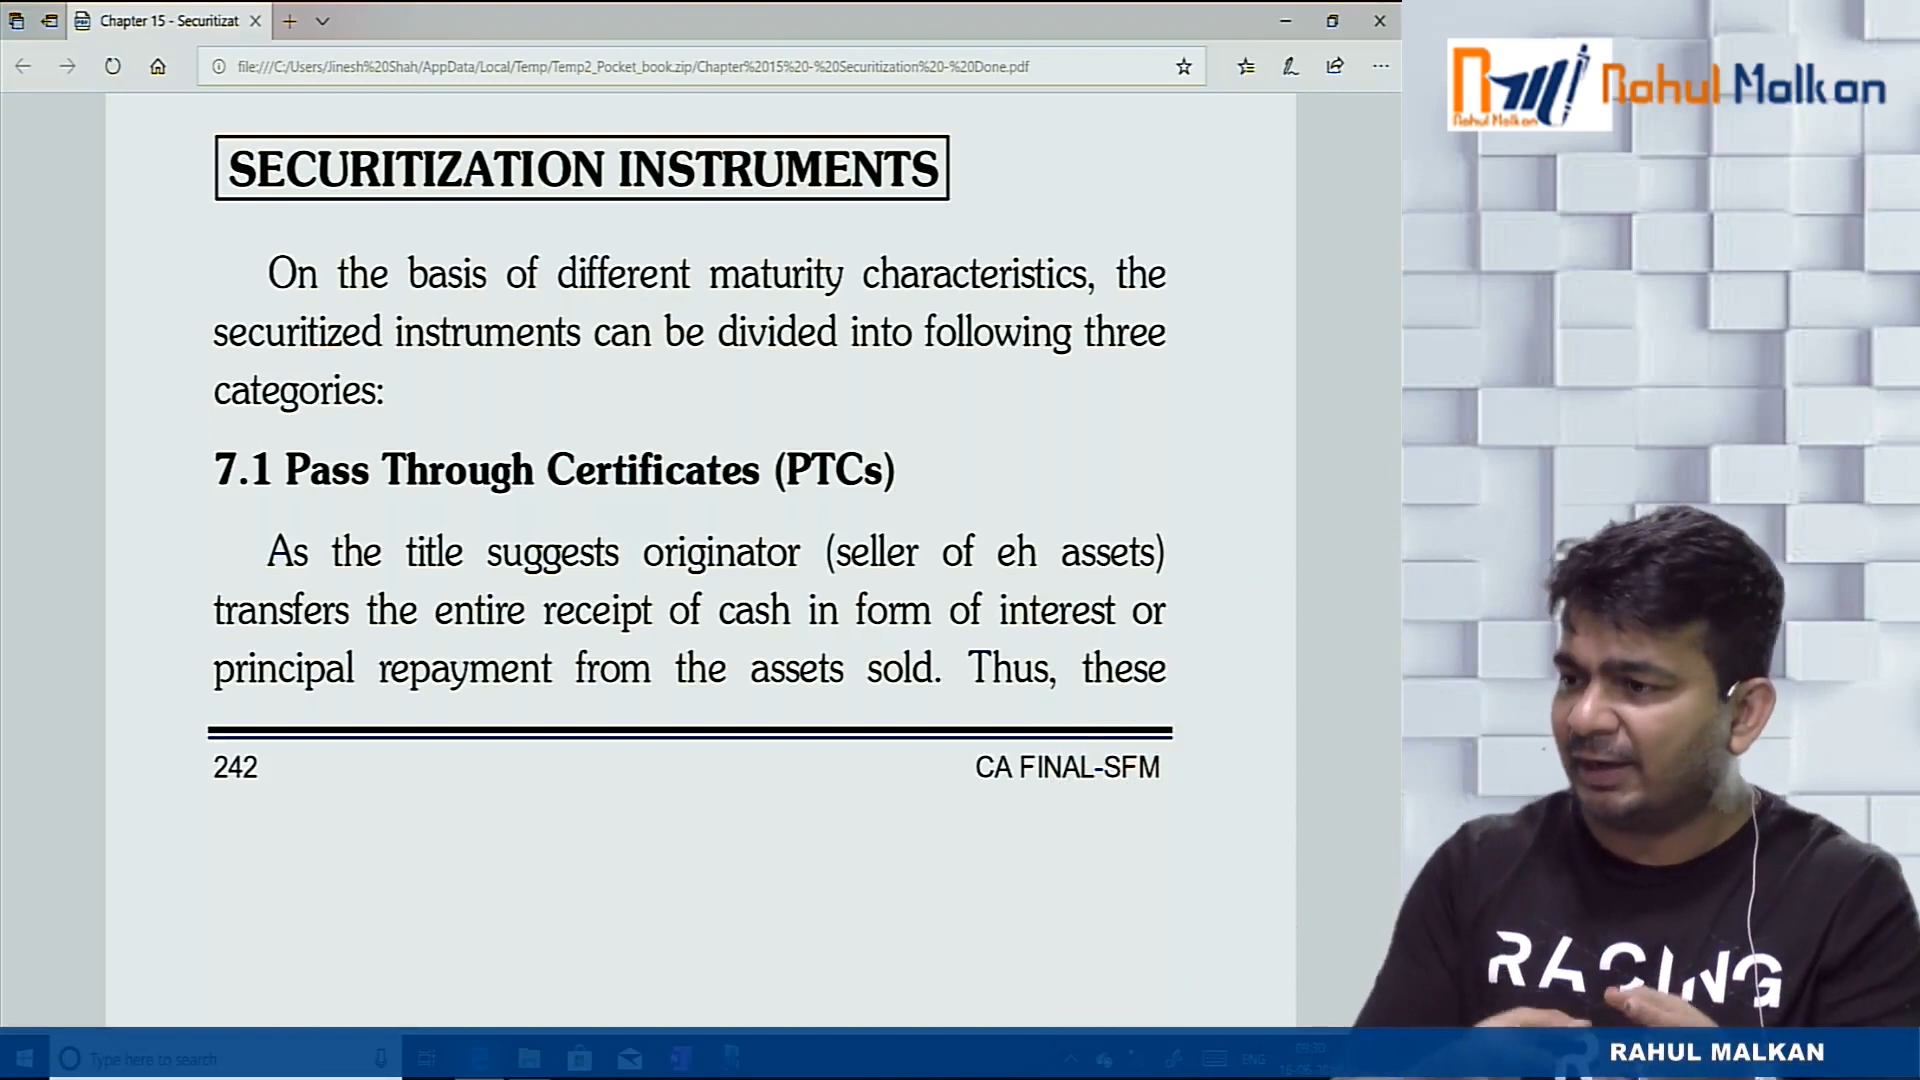 Chapter 15 - Securitizat
file:///C:/Users/Jinesh%20Shah/AppData/Local/Temp/Temp2_Pocket_book.zip/Chapter%2015%20-%20Securitization%20-%20Done.pdf
Rahul Malkan
Rahul Malkan
SECURITIZATION INSTRUMENTS
On the basis of different maturity characteristics, the
securitized instruments can be divided into following three
categories:
7.1 Pass Through Certificates (PTCs)
As the title suggests originator (seller of eh assets)
transfers the entire receipt of cash in form of interest or
principal repayment from the assets sold. Thus, these
242
CA FINAL-SFM
RACING
Type here to search
ENG
RAHUL MALKAN